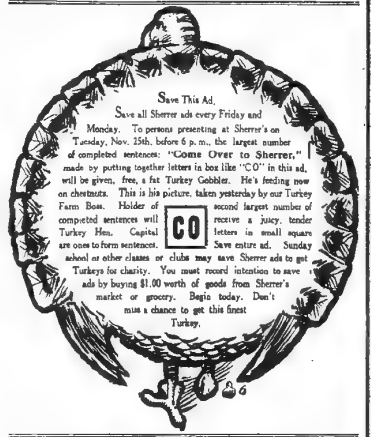 Save This Ad.
Save all Sherrer ads every Friday and
Monday. To persons presenting at Sherrer's on
Tuesday, Nov. 25th, before 6 p. m., the largest number
of completed sentences: "Come Over to Sherrer,"
made by putting together letters in box like "CO" in this ad,
will be given, free, a fat Turkey Gobbler. He's feeding now
on chestnuts. This is his picture, taken yesterday by our Turkey
Farm Boss. Holder of second largest number of
completed sentences will receive a juicy, tender
Turkey Hen. Capital letters in small square
are ones to form sentences. Save entire ad. Sunday
school or other classes or clubs may save Sherrer ads to get
Turkeys for charity. You must record intention to save
ads by buying $1.00 worth of goods from Sherrer's
market or grocery. Begin today. Don't
miss a chance to get this finest
Turkey.
CO
6